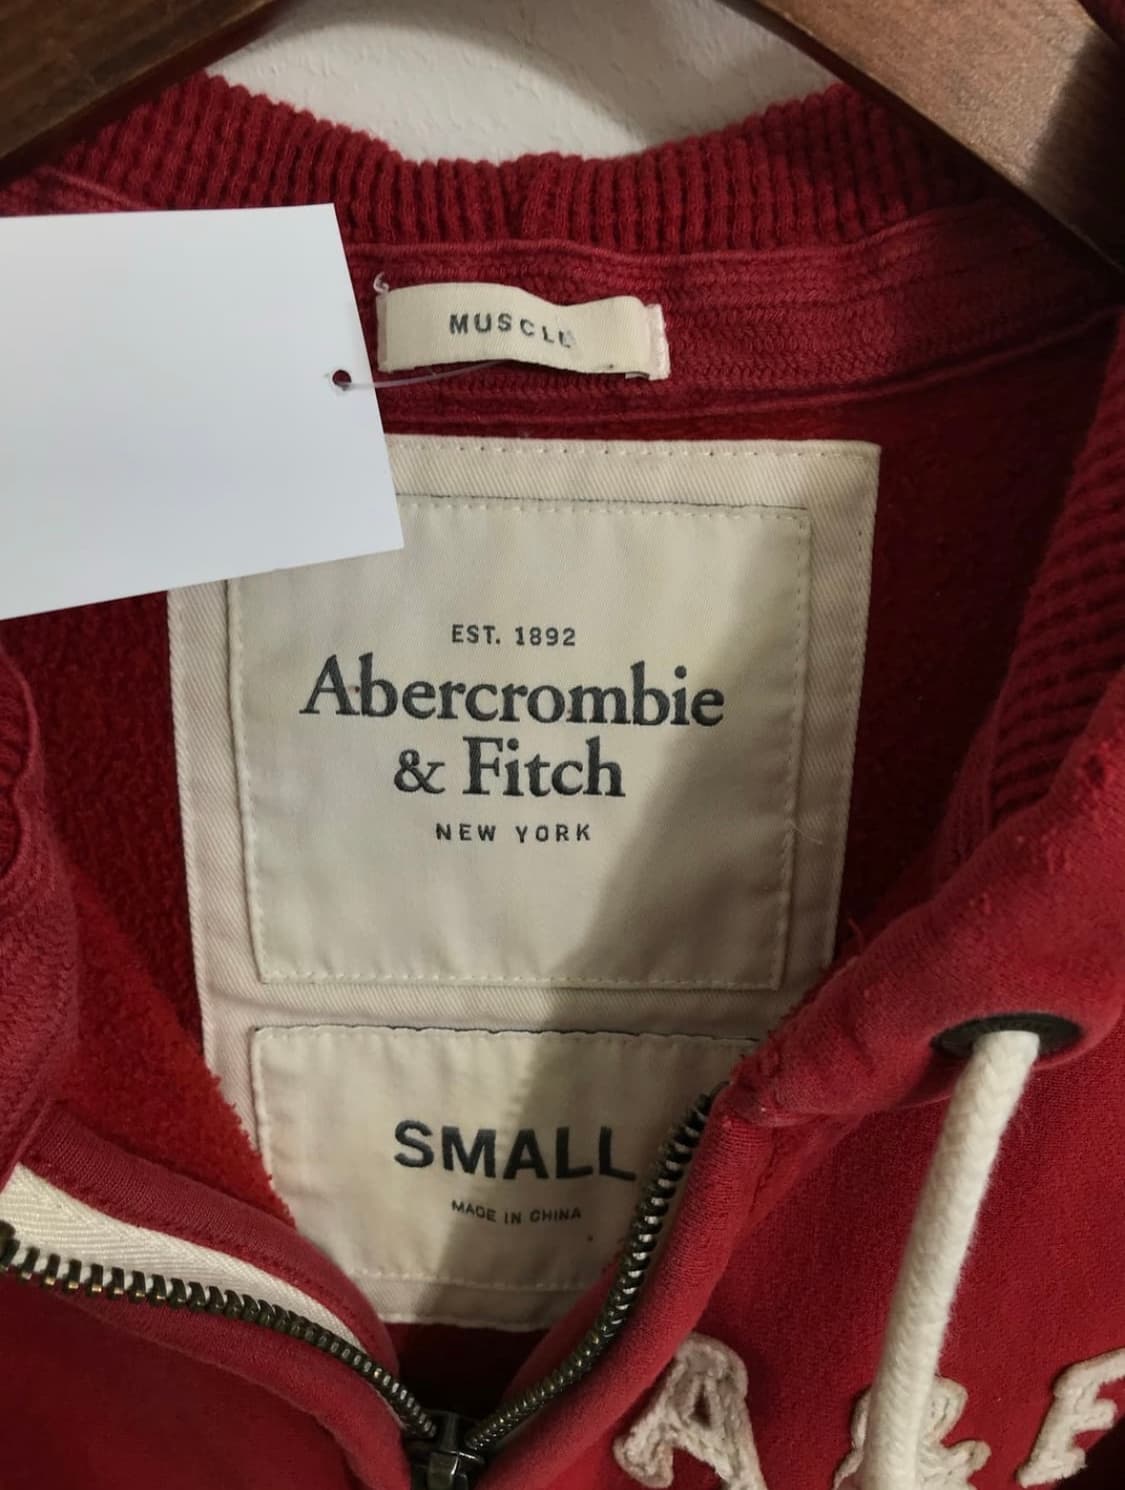 MUSCLE
EST. 1892
Abercrombie
& Fitch
NEW YORK
SMALL
MADE IN CHINA
A & F